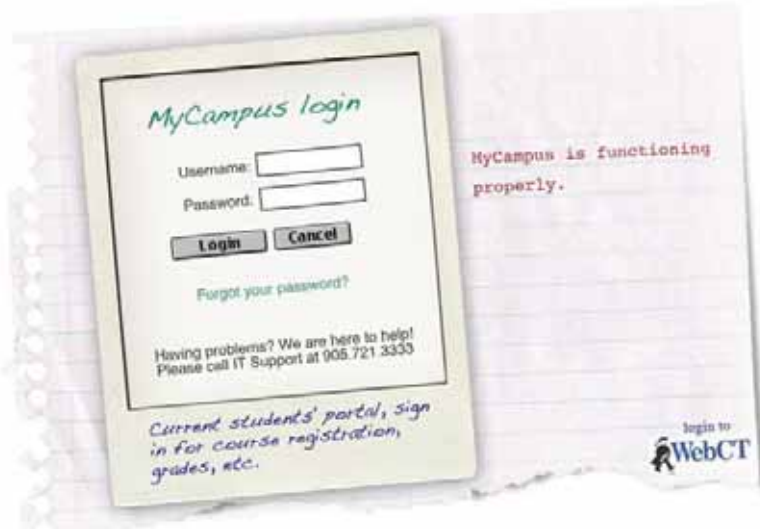 MyCampus login
Username:
Password:
Login Cancel
Forgot your password?
Having problems? We are here to help!
Please call IT Support at 905.721.3333
Current students' portal, sign
in for course registration,
grades, etc.
MyCampus is functioning
properly.
login to
WebCT